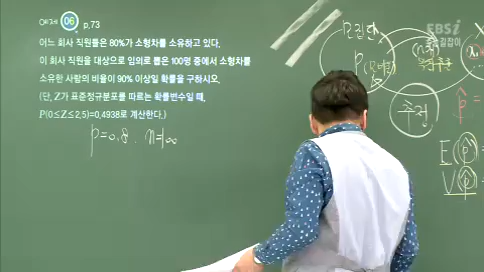 예제 06 p.73
어느 회사 직원들은 80%가 소형차를 소유하고 있다.
이 회사 직원을 대상으로 임의로 뽑은 100명 중에서 소형차를
소유한 사람의 비율이 90% 이상일 확률을 구하시오.
(단, Z가 표준정규분포를 따르는 확률변수일 때,
P(0≤Z≤2.5)=0.4938로 계산한다.)
p=0.8. n=100
모집단
추정
E(p̂)
V(p̂)
EBSi